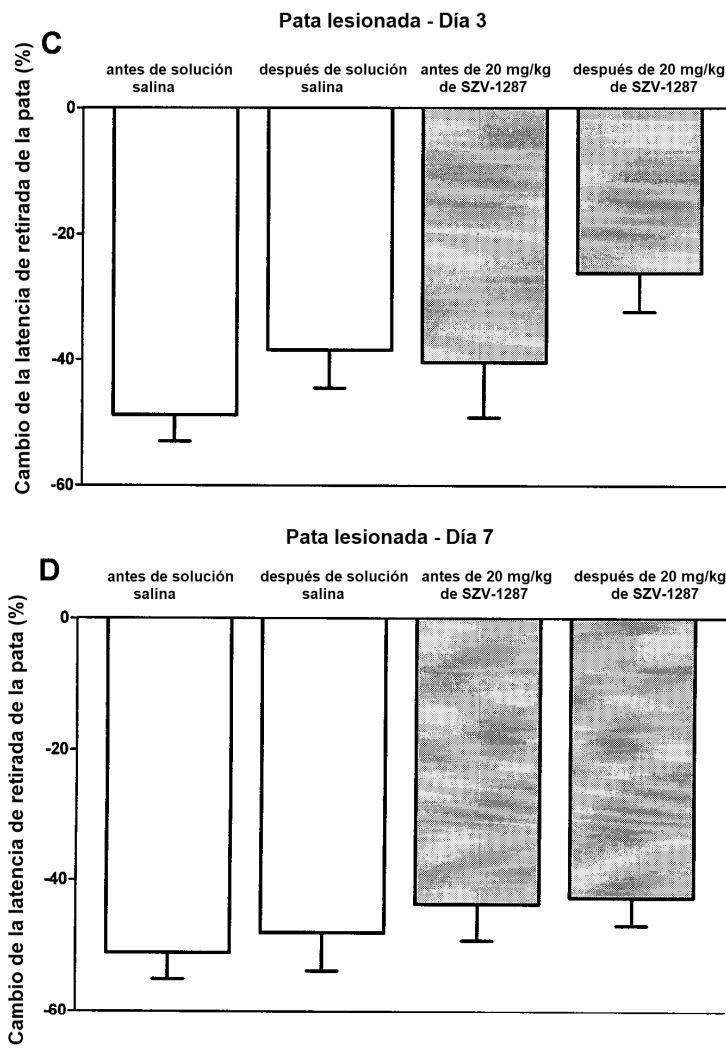 Pata lesionada - Día 3
C
antes de solución
salina
después de solución
salina
antes de 20 mg/kg
de SZV-1287
después de 20 mg/kg
de SZV-1287
Cambio de la latencia de retirada de la pata (%)
0
-20
-40
-60
Pata lesionada - Día 7
D
antes de solución
salina
después de solución
salina
antes de 20 mg/kg
de SZV-1287
después de 20 mg/kg
de SZV-1287
Cambio de la latencia de retirada de la pata (%)
0
-20
-40
-60